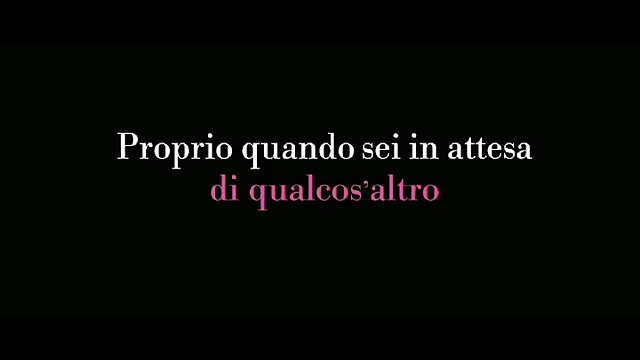 Proprio quando sei in attesa
di qualcos'altro